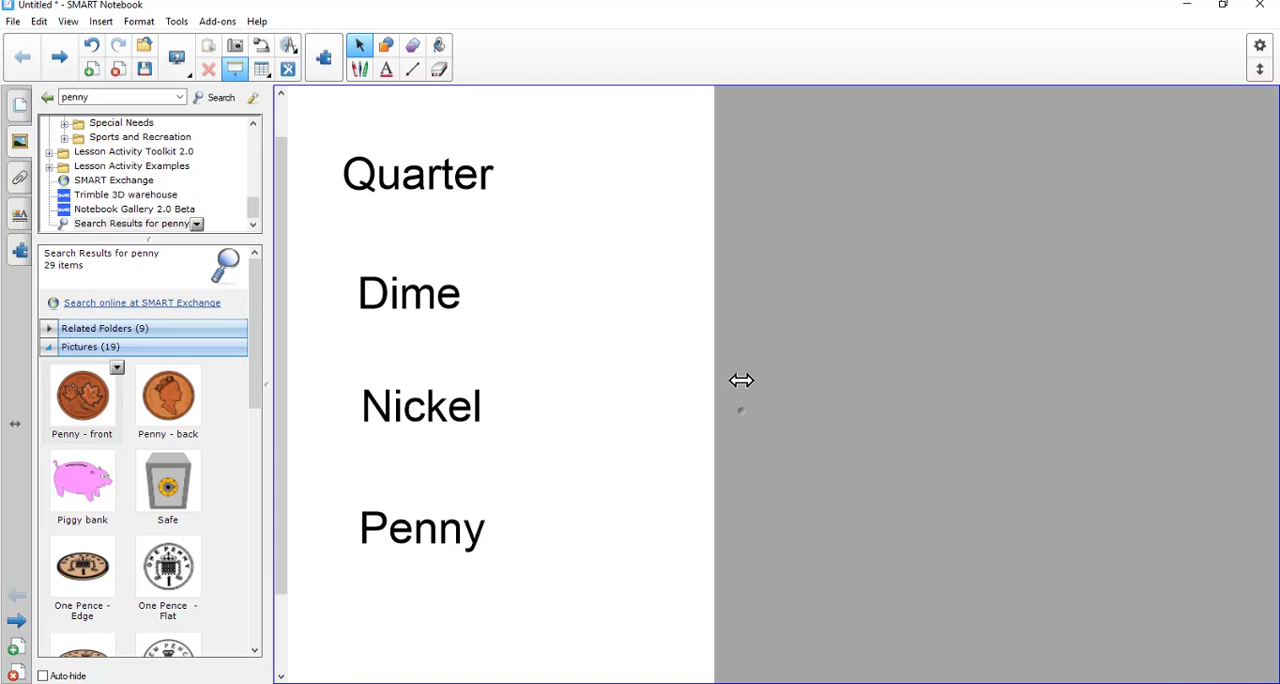 Untitled * - SMART Notebook
File Edit View Insert Format Tools Add-ons Help
penny
Search
Special Needs
Sports and Recreation
Lesson Activity Toolkit 2.0
Lesson Activity Examples
SMART Exchange
Trimble 3D warehouse
Notebook Gallery 2.0 Beta
Search Results for penny
Search Results for penny
29 items
Search online at SMART Exchange
Related Folders (9)
Pictures (19)
Penny - front
Penny - back
Piggy bank
Safe
One Pence - Edge
One Pence - Flat
Auto-hide
Quarter
Dime
Nickel
Penny